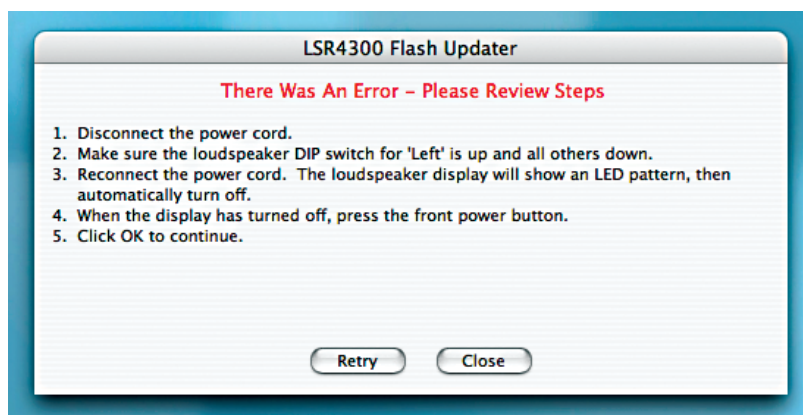 LSR4300 Flash Updater
There Was An Error – Please Review Steps
1. Disconnect the power cord.
2. Make sure the loudspeaker DIP switch for 'Left' is up and all others down.
3. Reconnect the power cord. The loudspeaker display will show an LED pattern, then
automatically turn off.
4. When the display has turned off, press the front power button.
5. Click OK to continue.
Retry Close